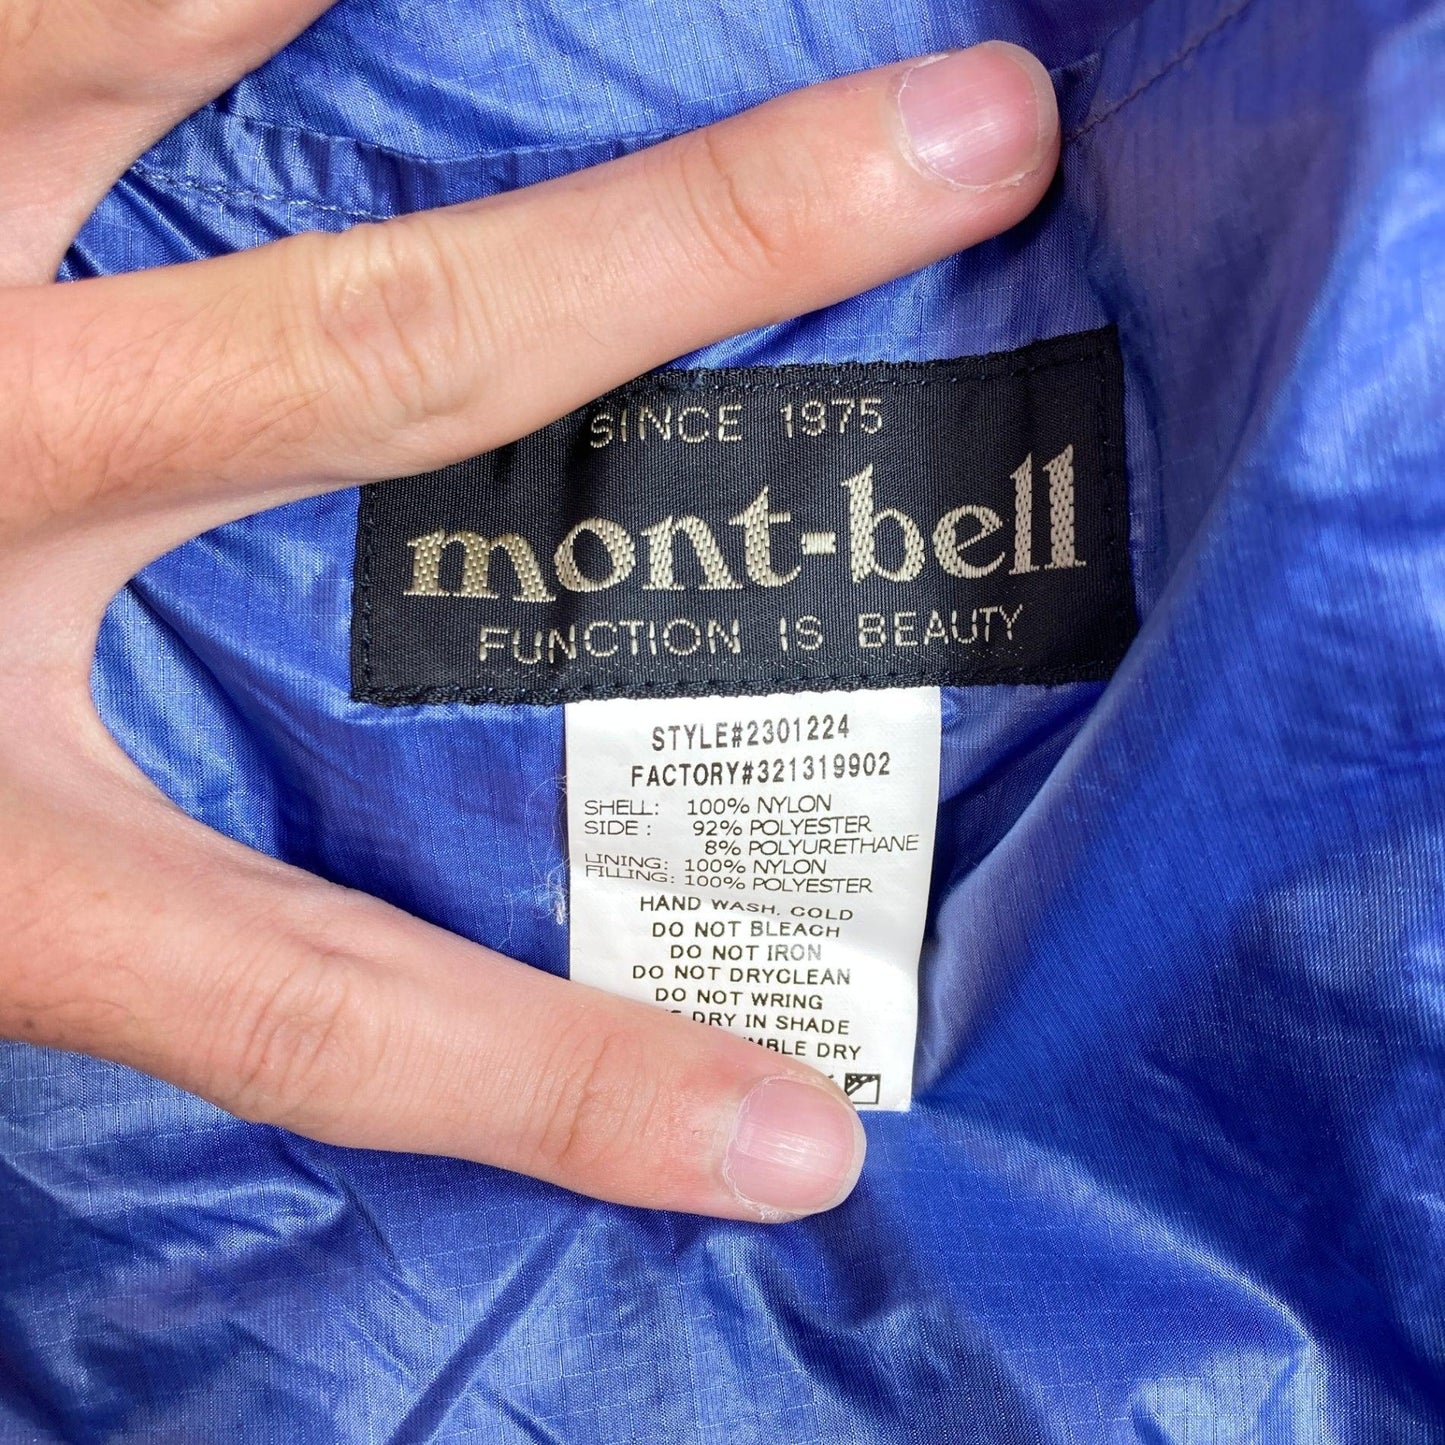 SINCE 1975
mont-bell
FUNCTION IS BEAUTY
STYLE#2301224
FACTORY#321319902
SHELL: 100% NYLON
SIDE : 92% POLYESTER
8% POLYURETHANE
LINING: 100% NYLON
FILLING: 100% POLYESTER
HAND WASH, COLD
DO NOT BLEACH
DO NOT IRON
DO NOT DRYCLEAN
DO NOT WRING
DRY IN SHADE
DRY